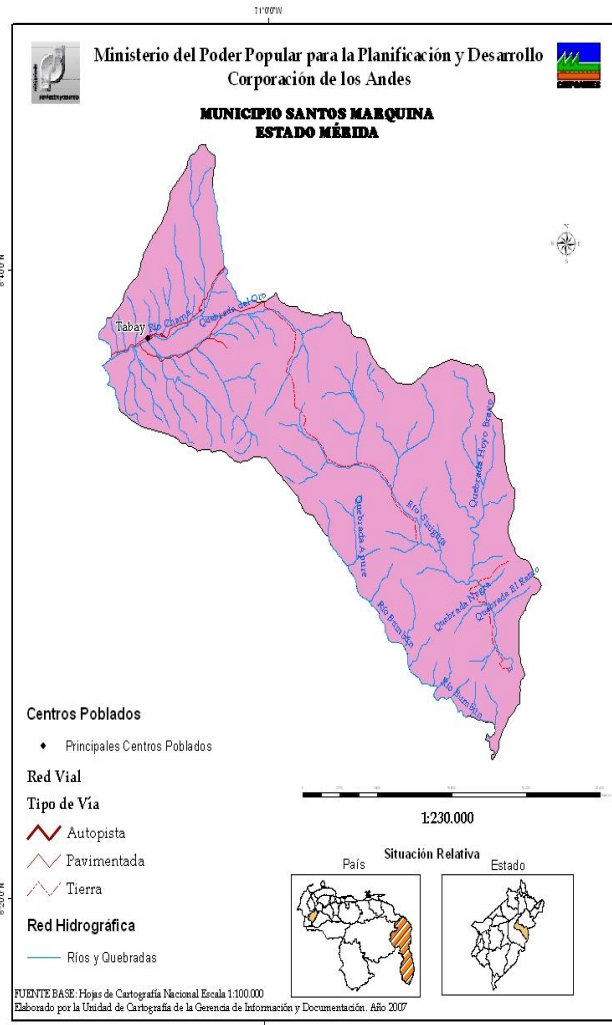 71°0'0"W
Ministerio del Poder Popular para la Planificación y Desarrollo
Corporación de los Andes
MUNICIPIO SANTOS MARQUINA
ESTADO MÉRIDA
N
Tabay
Río Chama
Quebrada del Oro
Quebrada Hoyo Bravo
Quebrada Apure
Quebrada Negra
Quebrada El Ramo
Río Bumbún
Río Bumbún
Centros Poblados
Principales Centros Poblados
Red Vial
Tipo de Vía
Autopista
Pavimentada
Tierra
Red Hidrográfica
Ríos y Quebradas
1:230.000
Situación Relativa
País
Estado
FUENTE BASE: Hojas de Cartografía Nacional Escala 1:100.000
Elaborado por la Unidad de Cartografía de la Gerencia de Información y Documentación. Año 2007